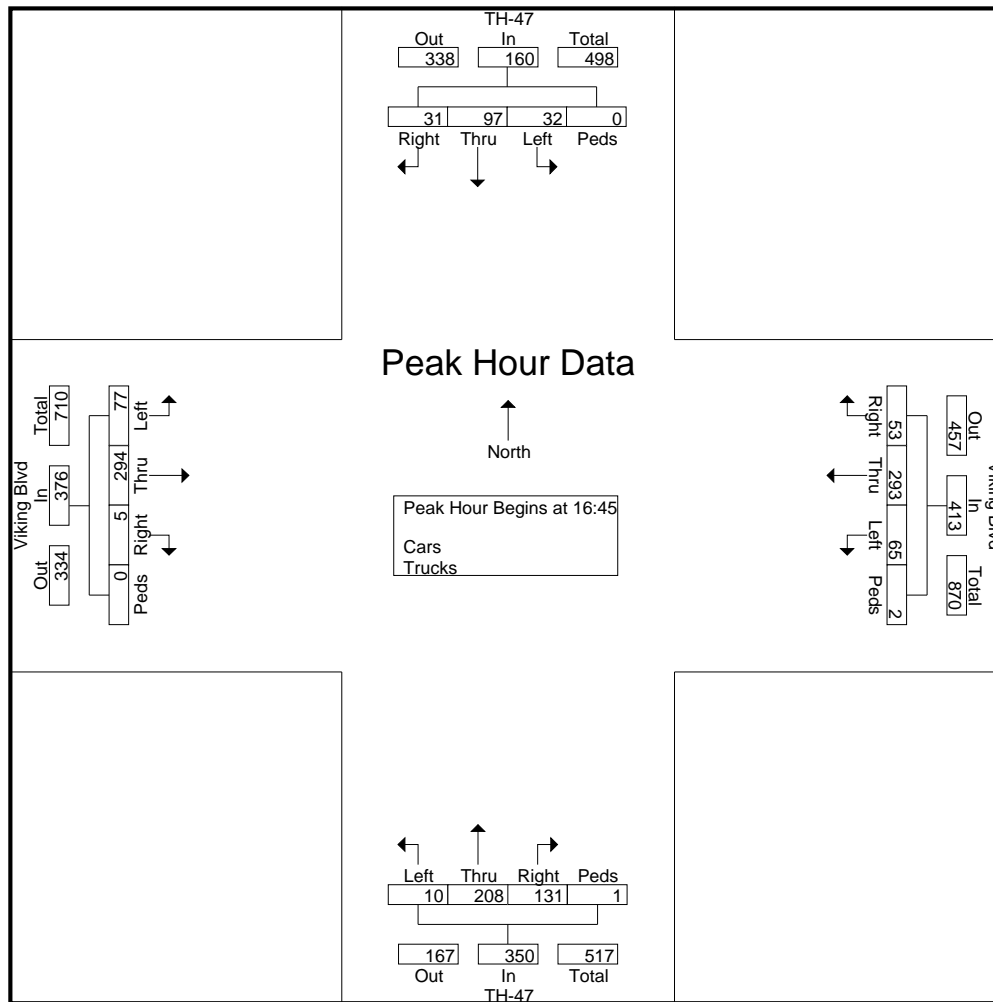 TH-47
Out In Total
338 160 498
31 97 32 0
Right Thru Left Peds
Peak Hour Data
North
Peak Hour Begins at 16:45
Cars
Trucks
Viking Blvd
Total In Out
710 376 334
77 294 5 0
Left Thru Right Peds
Viking Blvd
Out In Total
457 413 870
53 293 65 2
Right Thru Left Peds
Left Thru Right Peds
10 208 131 1
167 350 517
Out In Total
TH-47